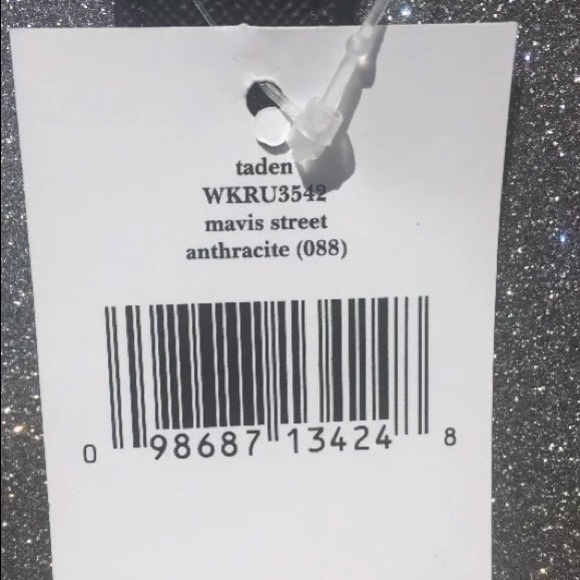 taden
WKRU3542
mavis street
anthracite (088)
0 98687 13424 8